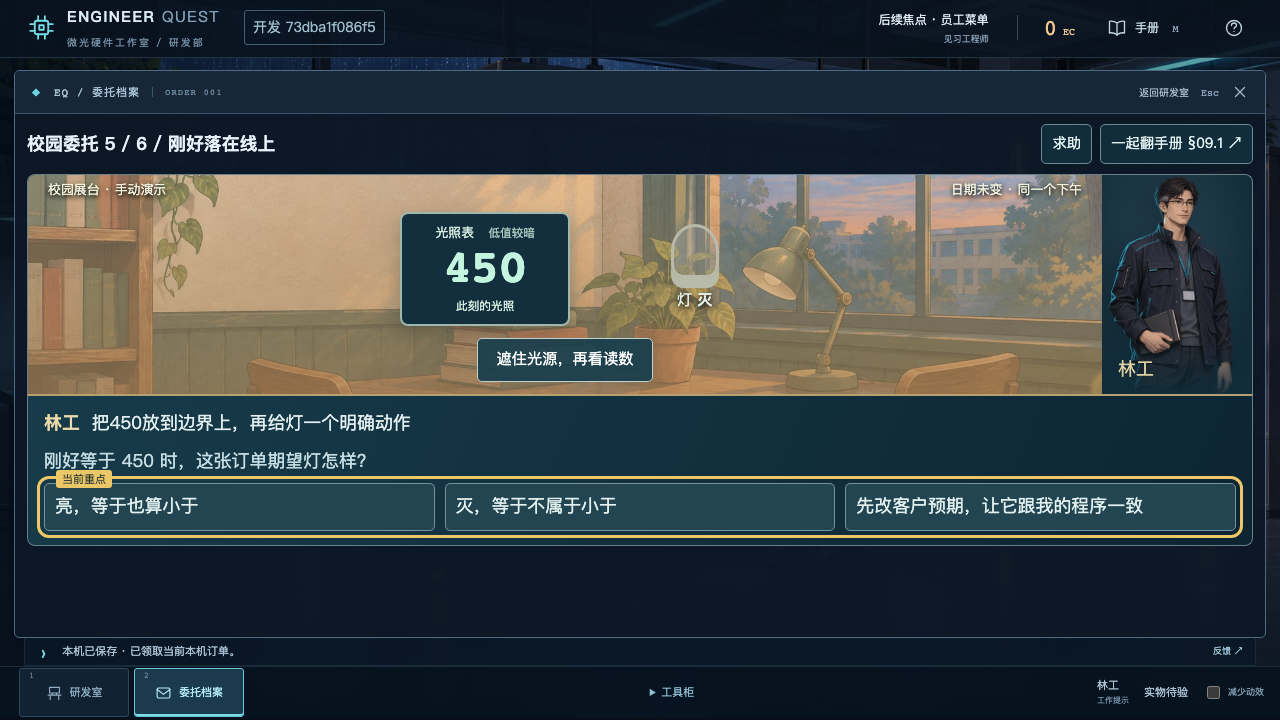 ENGINEER QUEST
微光硬件工作室 / 研发部
开发 73dba1f086f5
后续焦点 · 员工菜单
见习工程师
0 EC
手册 M
EQ / 委托档案 ORDER 001
返回研发室 Esc
校园委托 5 / 6 / 刚好落在线上
求助
一起翻手册 §09.1 ↗
校园展台 · 手动演示
日期未变 · 同一个下午
光照表 低值较暗
450
此刻的光照
灯 灭
遮住光源，再看读数
林工
林工 把450放到边界上，再给灯一个明确动作
刚好等于 450 时，这张订单期望灯怎样？
当前重点
亮，等于也算小于
灭，等于不属于小于
先改客户预期，让它跟我的程序一致
› 本机已保存 · 已领取当前本机订单。
反馈 ↗
1 研发室
2 委托档案
▶ 工具柜
林工
工作提示
实物待验
减少动效